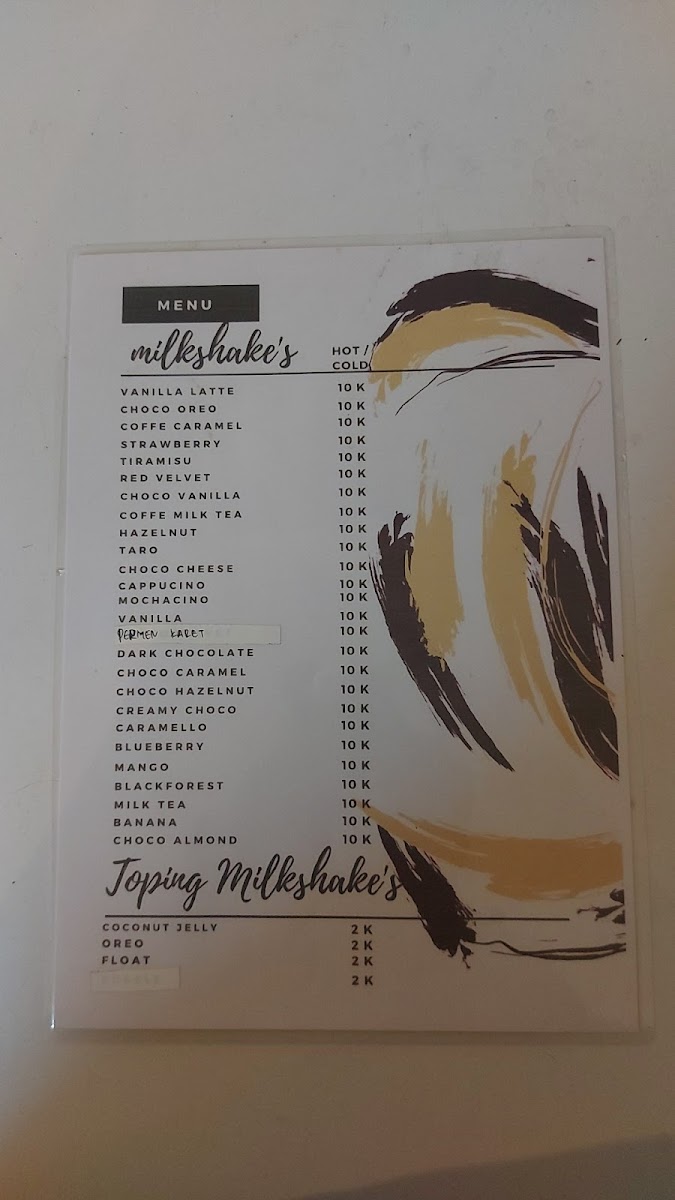 MENU
milkshake's HOT / COLD
VANILLA LATTE 10 K
CHOCO OREO 10 K
COFFE CARAMEL 10 K
STRAWBERRY 10 K
TIRAMISU 10 K
RED VELVET 10 K
CHOCO VANILLA 10 K
COFFE MILK TEA 10 K
HAZELNUT 10 K
TARO 10 K
CHOCO CHEESE 10 K
CAPPUCINO 10 K
MOCHACINO 10 K
VANILLA 10 K
PERMEN KARET 10 K
DARK CHOCOLATE 10 K
CHOCO CARAMEL 10 K
CHOCO HAZELNUT 10 K
CREAMY CHOCO 10 K
CARAMELLO 10 K
BLUEBERRY 10 K
MANGO 10 K
BLACKFOREST 10 K
MILK TEA 10 K
BANANA 10 K
CHOCO ALMOND 10 K
Toping Milkshake's
COCONUT JELLY 2 K
OREO 2 K
FLOAT 2 K
2 K